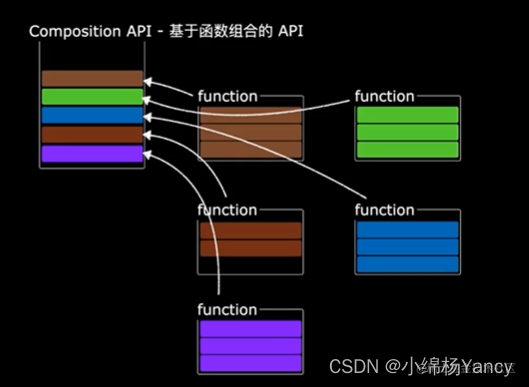 Composition API - 基于函数组合的 API
function
function
function
function
function
CSDN @小绵杨Yancy